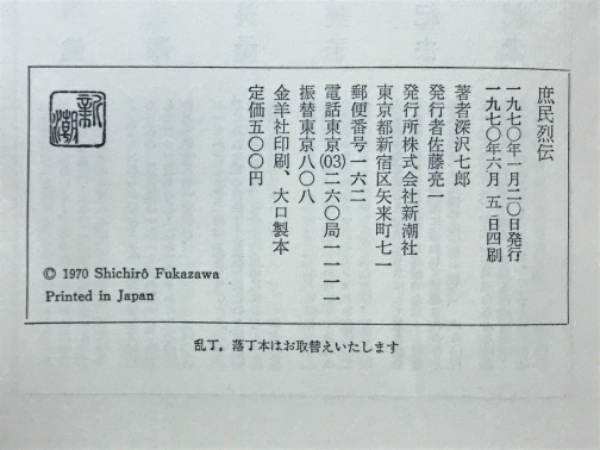 庶民烈伝
一九七〇年一月二〇日発行
一九七〇年六月 五 日四刷
著者深沢七郎
発行者佐藤亮一
発行所株式会社新潮社
東京都新宿区矢来町七一
郵便番号一六二
電話東京(03)二六〇局一一一一
振替東京八〇八
金羊社印刷、大口製本
定価五〇〇円
新潮
© 1970 Shichirô Fukazawa
Printed in Japan
乱丁，落丁本はお取替えいたします